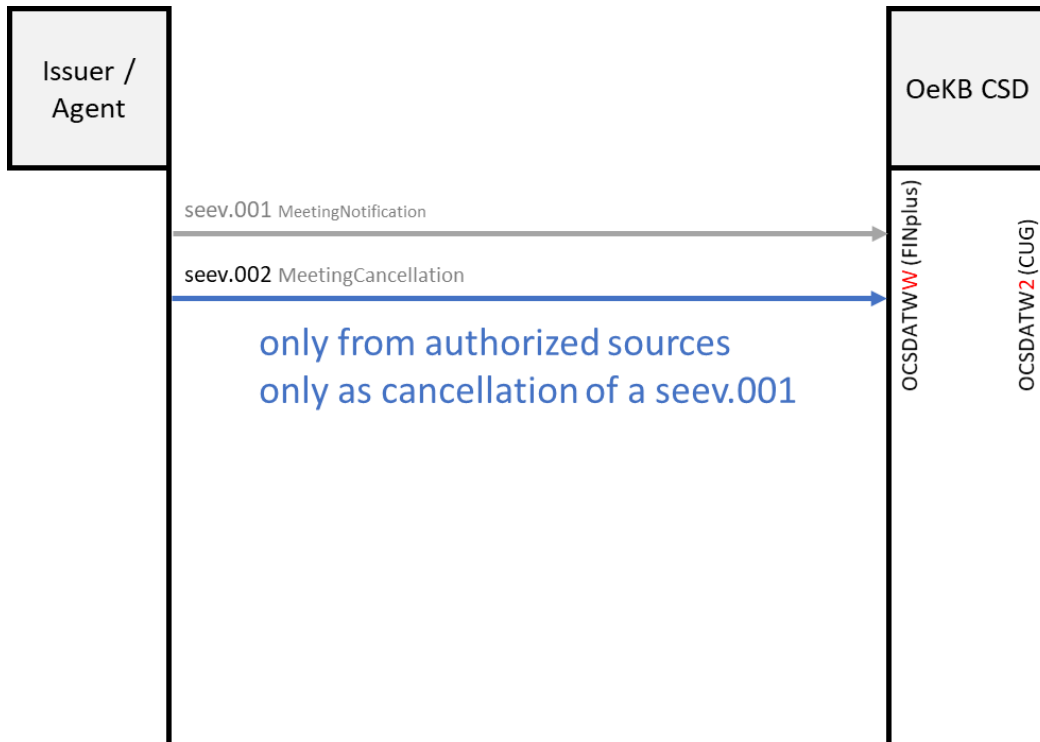 Issuer /
Agent
OeKB CSD
seev.001 MeetingNotification
seev.002 MeetingCancellation
only from authorized sources
only as cancellation of a seev.001
OCSDATWW (FINplus)
OCSDATW2 (CUG)